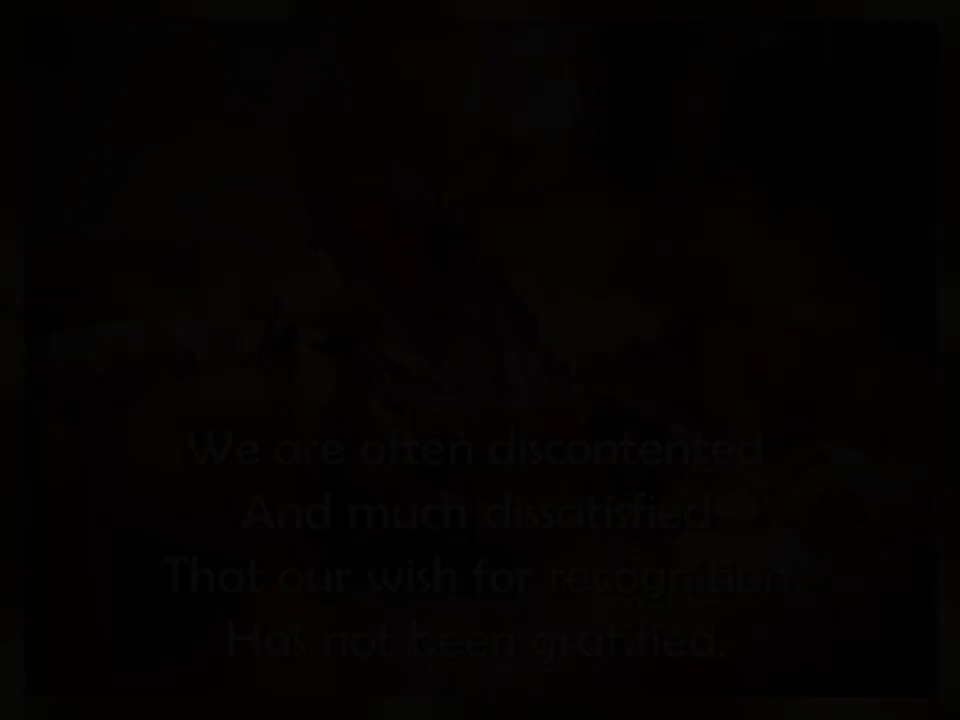 We are often discontented
And much dissatisfied
That our wish for recognition
Has not been gratified.